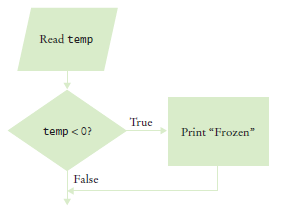 Read temp
temp < 0?
True
Print “Frozen”
False